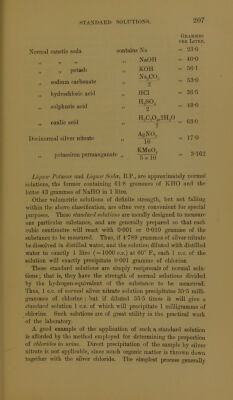 STANDARD SOLUTIONS. 207
GRAMMES PER LITRE.
Normal caustic soda contains Na = 23·0
„ „ „ „ NaOH = 40·0
„ „ potash „ KOH = 56·1
„ sodium carbonate „ Na₂CO₃/2 = 53·0
„ hydrochloric acid „ HCl = 36·5
„ sulphuric acid „ H₂SO₄/2 = 49·0
„ oxalic acid „ H₂C₂O₄,2H₂O/2 = 63·0
Decinormal silver nitrate „ AgNO₃/10 = 17·0
„ potassium permanganate „ KMnO₄/5 × 10 = 3·162
Liquor Potassæ and Liquor Sodæ, B.P., are approximately normal
solutions, the former containing 61·8 grammes of KHO and the
latter 43 grammes of NaHO in 1 litre.
Other volumetric solutions of definite strength, but not falling
within the above classification, are often very convenient for special
purposes. These standard solutions are mostly designed to measure
one particular substance, and are generally prepared so that each
cubic centimetre will react with 0·001 or 0·010 gramme of the
substance to be measured. Thus, if 4·789 grammes of silver nitrate
be dissolved in distilled water, and the solution diluted with distilled
water to exactly 1 litre (=1000 c.c.) at 60° F., each 1 c.c. of the
solution will exactly precipitate 0·001 gramme of chlorine.
These standard solutions are simply reciprocals of normal solu-
tions; that is, they have the strength of normal solutions divided
by the hydrogen-equivalent of the substance to be measured.
Thus, 1 c.c. of normal silver nitrate solution precipitates 35·5 milli-
grammes of chlorine; but if diluted 35·5 times it will give a
standard solution 1 c.c. of which will precipitate 1 milligramme of
chlorine. Such solutions are of great utility in the practical work
of the laboratory.
A good example of the application of such a standard solution
is afforded by the method employed for determining the proportion
of chlorides in urine. Direct precipitation of the sample by silver
nitrate is not applicable, since much organic matter is thrown down
together with the silver chloride. The simplest process generally